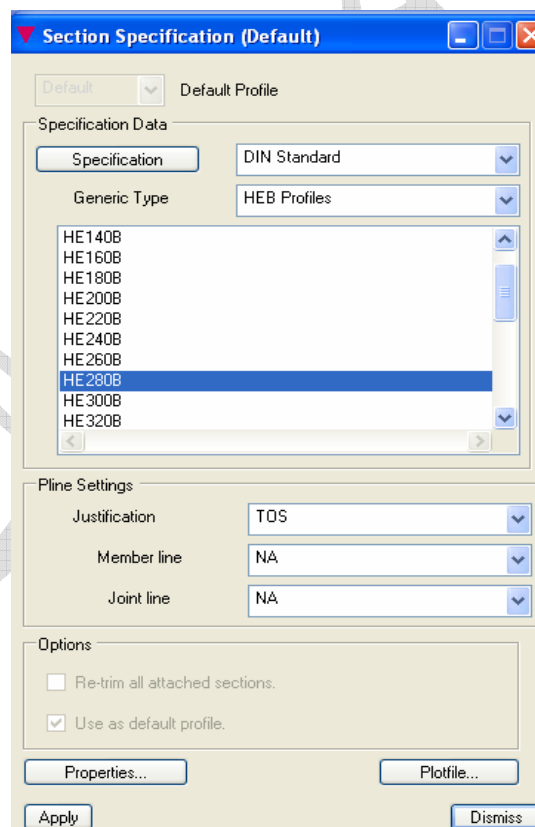 Section Specification (Default)
Default Default Profile
Specification Data
Specification DIN Standard
Generic Type HEB Profiles
HE140B
HE160B
HE180B
HE200B
HE220B
HE240B
HE260B
HE280B
HE300B
HE320B
Pline Settings
Justification TOS
Member line NA
Joint line NA
Options
Re-trim all attached sections.
Use as default profile.
Properties... Plotfile...
Apply Dismiss